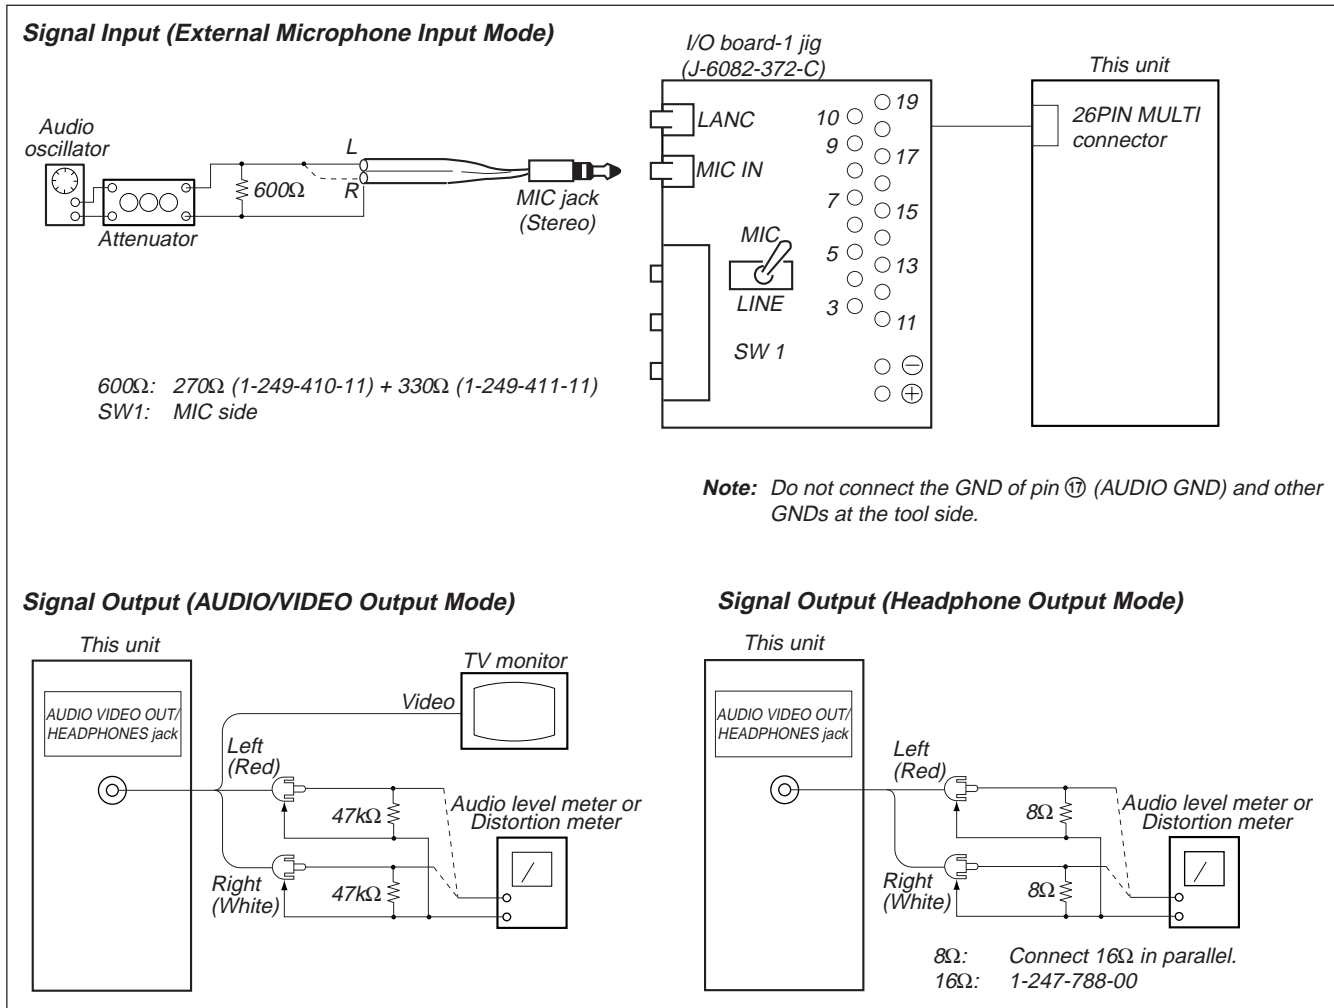 Signal Input (External Microphone Input Mode)
I/O board-1 jig
(J-6082-372-C)
This unit
Audio
oscillator
L
R
600Ω
Attenuator
MIC jack
(Stereo)
LANC
MIC IN
MIC
LINE
SW 1
10
9
7
5
3
19
17
15
13
11
⊖
⊕
26PIN MULTI
connector
600Ω: 270Ω (1-249-410-11) + 330Ω (1-249-411-11)
SW1: MIC side
Note: Do not connect the GND of pin ⑰ (AUDIO GND) and other
GNDs at the tool side.
Signal Output (AUDIO/VIDEO Output Mode)
This unit
AUDIO VIDEO OUT/
HEADPHONES jack
TV monitor
Video
Left
(Red)
47kΩ
Audio level meter or
Distortion meter
Right
(White)
47kΩ
Signal Output (Headphone Output Mode)
This unit
AUDIO VIDEO OUT/
HEADPHONES jack
Left
(Red)
8Ω
Audio level meter or
Distortion meter
Right
(White)
8Ω
8Ω: Connect 16Ω in parallel.
16Ω: 1-247-788-00